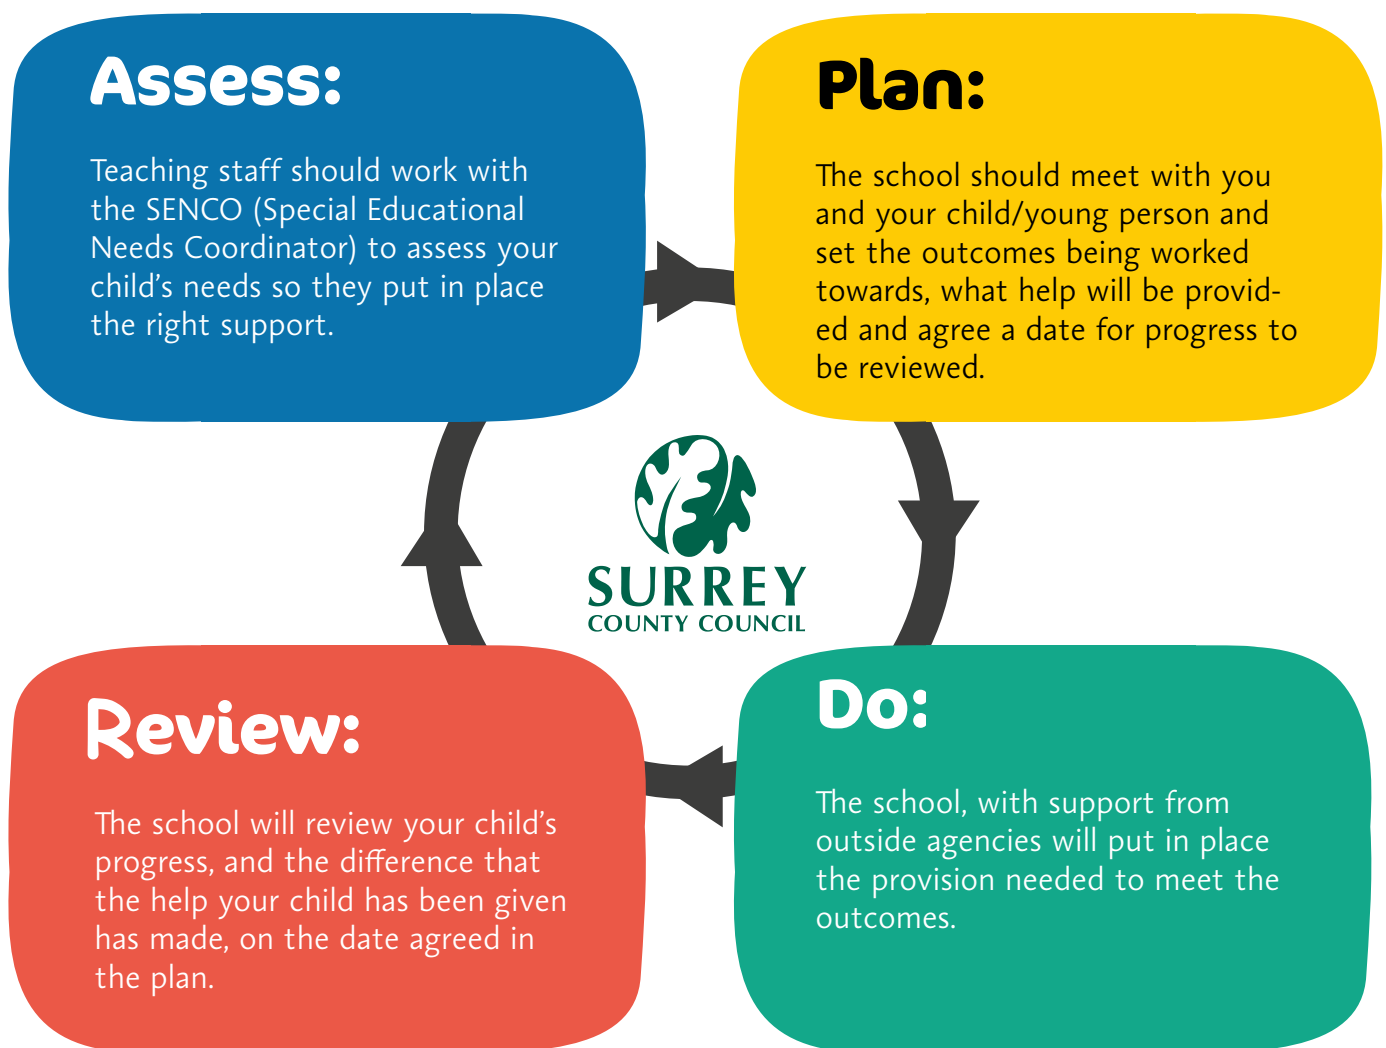 Assess:
Teaching staff should work with
the SENCO (Special Educational
Needs Coordinator) to assess your
child's needs so they put in place
the right support.
Plan:
The school should meet with you
and your child/young person and
set the outcomes being worked
towards, what help will be provid-
ed and agree a date for progress to
be reviewed.
SURREY
COUNTY COUNCIL
Review:
The school will review your child's
progress, and the difference that
the help your child has been given
has made, on the date agreed in
the plan.
Do:
The school, with support from
outside agencies will put in place
the provision needed to meet the
outcomes.